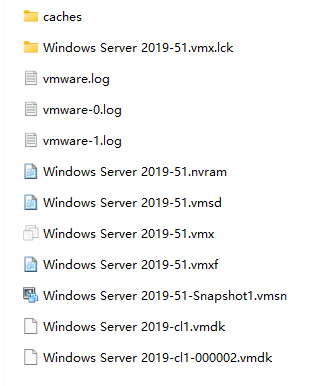 caches
Windows Server 2019-51.vmx.lck
vmware.log
vmware-0.log
vmware-1.log
Windows Server 2019-51.nvram
Windows Server 2019-51.vmsd
Windows Server 2019-51.vmx
Windows Server 2019-51.vmxf
Windows Server 2019-51-Snapshot1.vmsn
Windows Server 2019-cl1.vmdk
Windows Server 2019-cl1-000002.vmdk